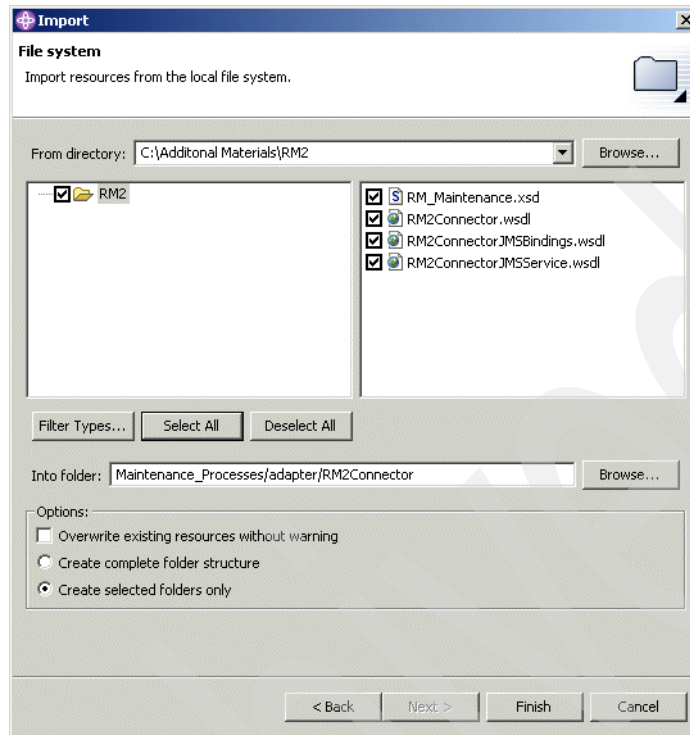 Import
File system
Import resources from the local file system.
From directory: C:\Additonal Materials\RM2 Browse...
RM2
RM_Maintenance.xsd
RM2Connector.wsdl
RM2ConnectorJMSBindings.wsdl
RM2ConnectorJMSService.wsdl
Filter Types... Select All Deselect All
Into folder: Maintenance_Processes/adapter/RM2Connector Browse...
Options:
Overwrite existing resources without warning
Create complete folder structure
Create selected folders only
< Back Next > Finish Cancel